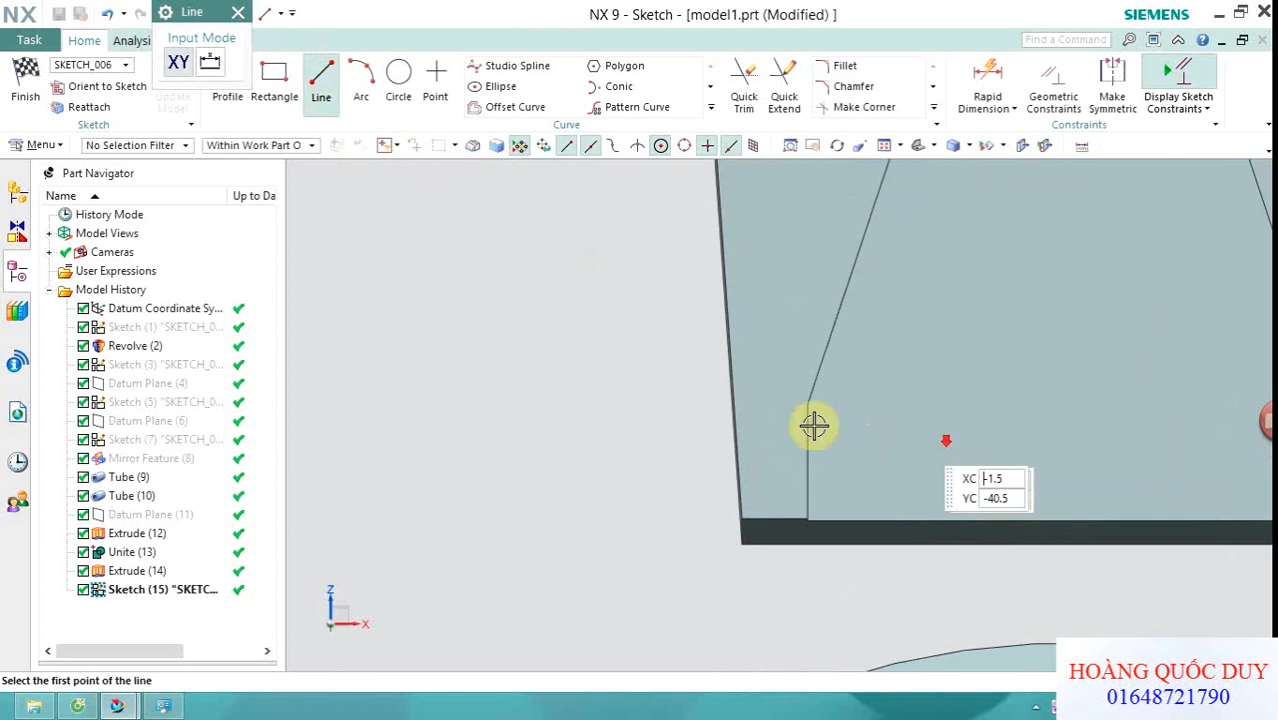 NX
Line
NX 9 - Sketch - [model1.prt (Modified) ]
SIEMENS
Task
Home
Analysi
Input Mode
Find a Command
SKETCH_006
XY
Finish
Orient to Sketch
Reattach
Update
Model
Profile
Rectangle
Line
Arc
Circle
Point
Studio Spline
Ellipse
Offset Curve
Polygon
Conic
Pattern Curve
Quick
Trim
Quick
Extend
Fillet
Chamfer
Make Corner
Rapid
Dimension
Geometric
Constraints
Make
Symmetric
Display Sketch
Constraints
Sketch
Curve
Constraints
Menu
No Selection Filter
Within Work Part O
Part Navigator
Name
Up to Da
History Mode
Model Views
Cameras
User Expressions
Model History
Datum Coordinate Sy...
Sketch (1) "SKETCH_0...
Revolve (2)
Sketch (3) "SKETCH_0...
Datum Plane (4)
Sketch (5) "SKETCH_0...
Datum Plane (6)
Sketch (7) "SKETCH_0...
Mirror Feature (8)
Tube (9)
Tube (10)
Datum Plane (11)
Extrude (12)
Unite (13)
Extrude (14)
Sketch (15) "SKETC...
XC -1.5
YC -40.5
Z
X
Y
Select the first point of the line
HOÀNG QUỐC DUY
01648721790